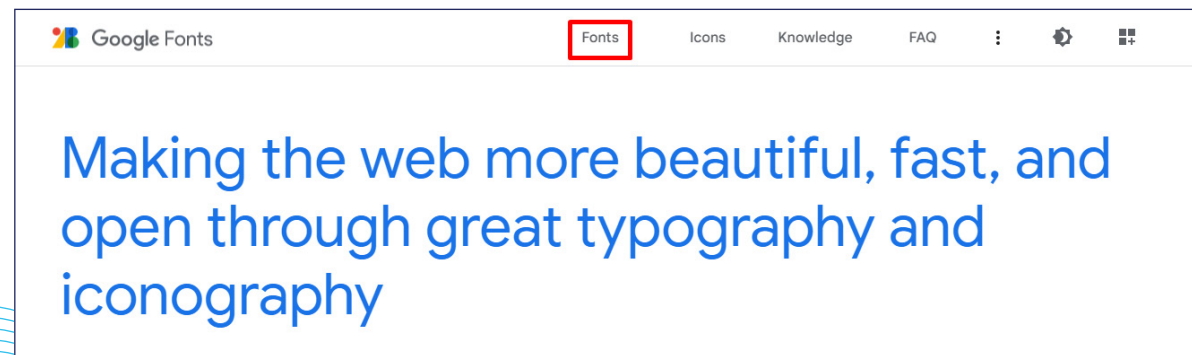 Google Fonts Fonts Icons Knowledge FAQ
Making the web more beautiful, fast, and
open through great typography and
iconography